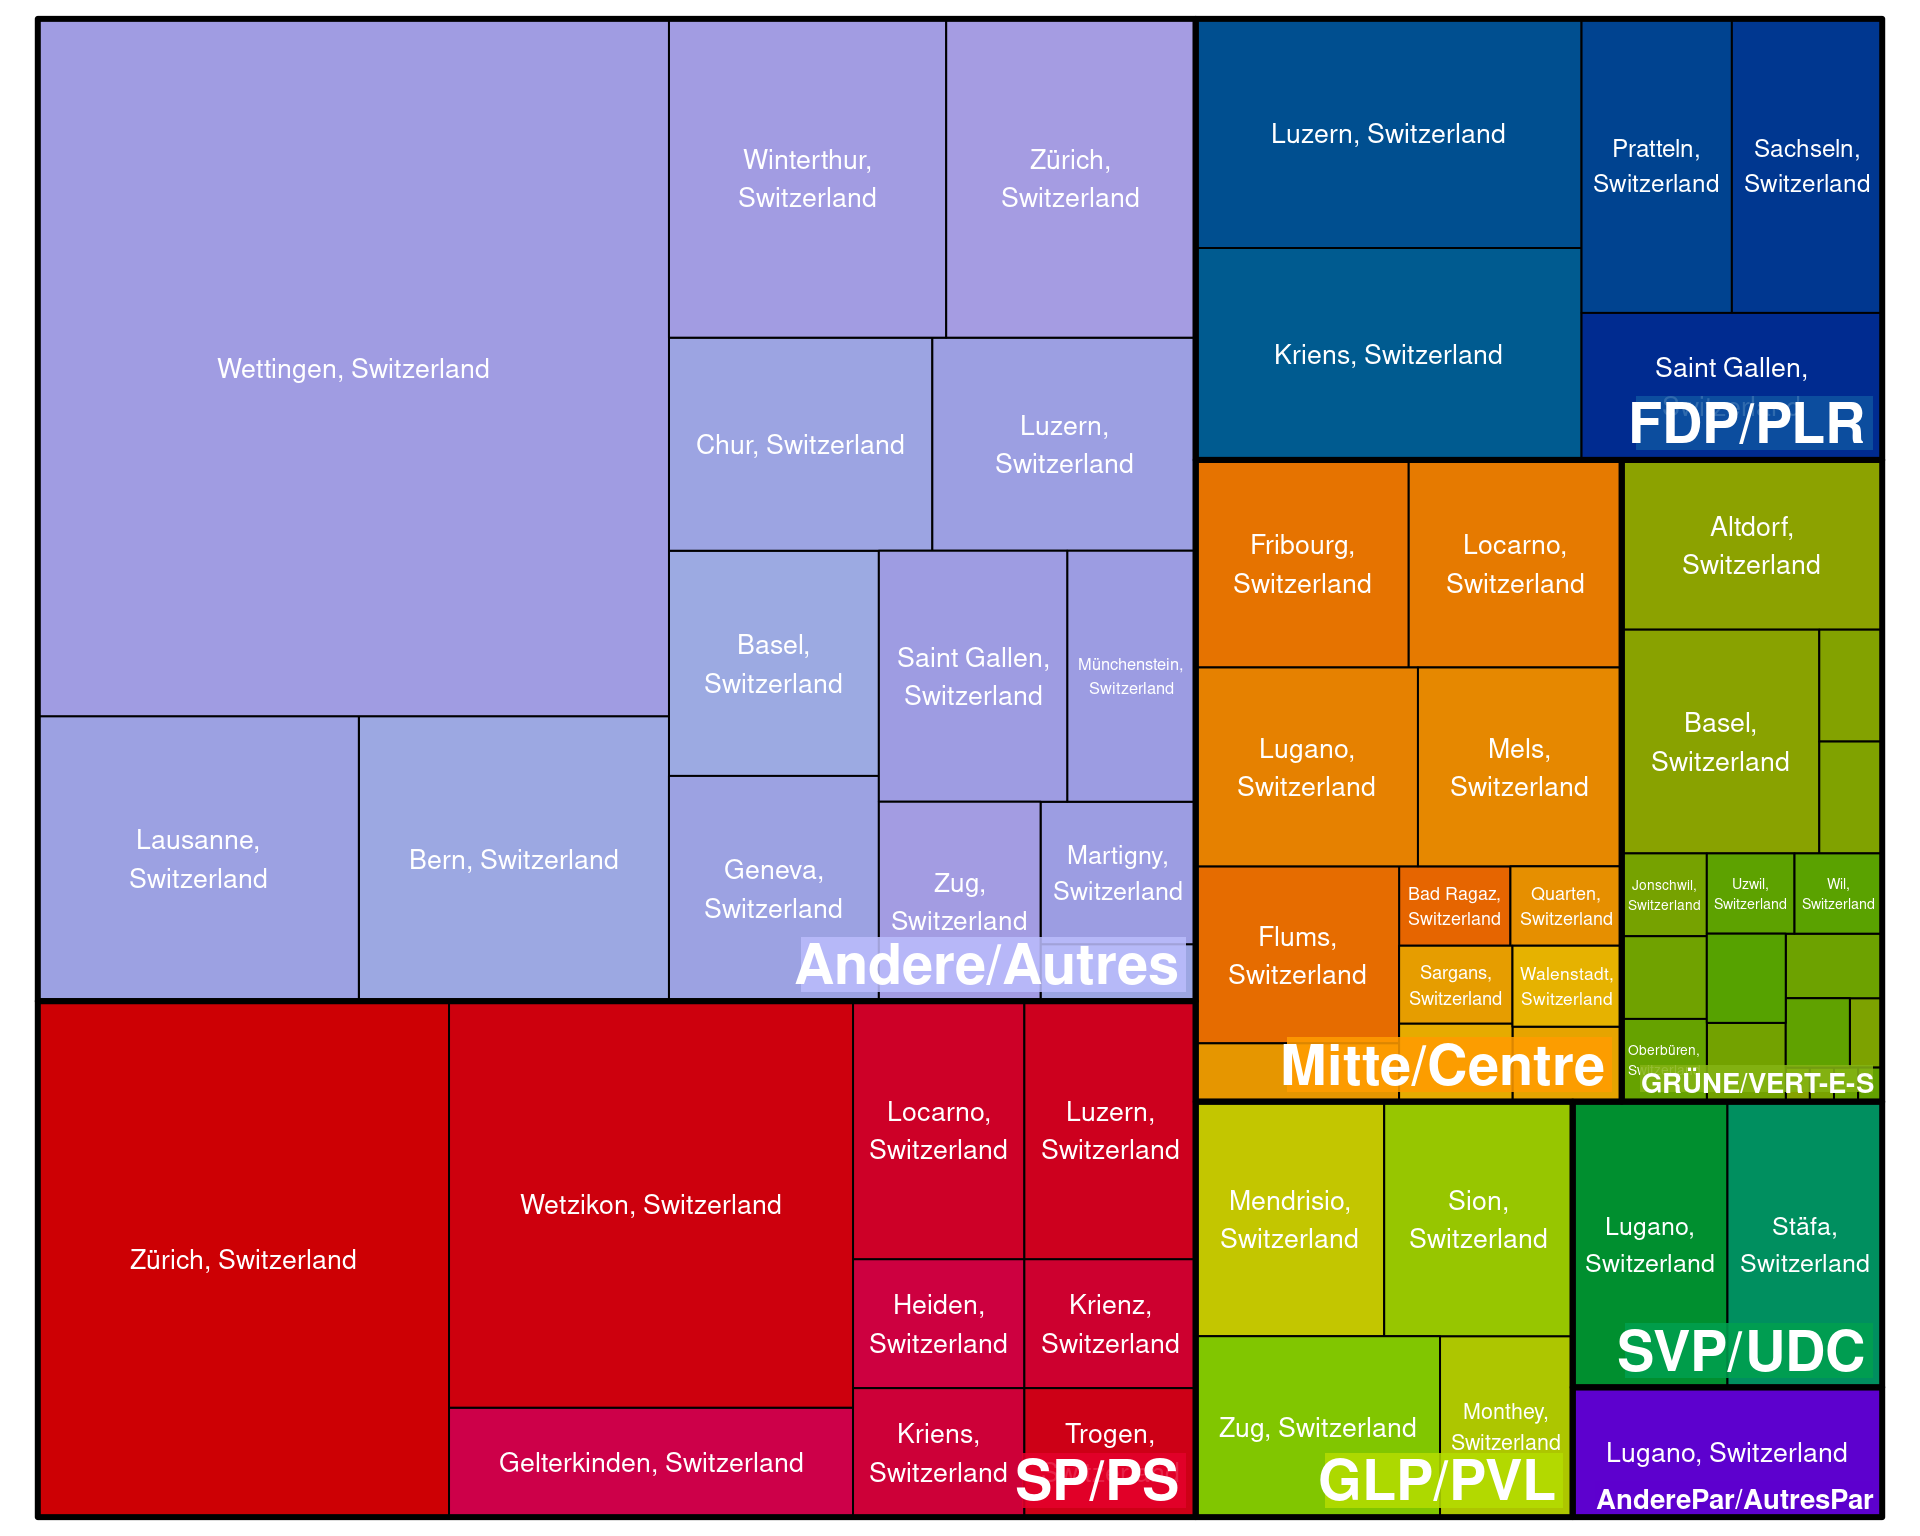 Wettingen, Switzerland
Winterthur,
Switzerland
Zürich,
Switzerland
Chur, Switzerland
Luzern,
Switzerland
Basel,
Switzerland
Saint Gallen,
Switzerland
Münchenstein,
Switzerland
Lausanne,
Switzerland
Bern, Switzerland
Geneva,
Switzerland
Zug,
Switzerland
Martigny,
Switzerland
Andere/Autres
Zürich, Switzerland
Wetzikon, Switzerland
Gelterkinden, Switzerland
Locarno,
Switzerland
Luzern,
Switzerland
Heiden,
Switzerland
Krienz,
Switzerland
Kriens,
Switzerland
Trogen,
Switzerland
SP/PS
Luzern, Switzerland
Kriens, Switzerland
Pratteln,
Switzerland
Sachseln,
Switzerland
Saint Gallen,
Switzerland
FDP/PLR
Fribourg,
Switzerland
Locarno,
Switzerland
Lugano,
Switzerland
Mels,
Switzerland
Flums,
Switzerland
Bad Ragaz,
Switzerland
Quarten,
Switzerland
Sargans,
Switzerland
Walenstadt,
Switzerland
Mitte/Centre
Altdorf,
Switzerland
Basel,
Switzerland
Jonschwil,
Switzerland
Uzwil,
Switzerland
Wil,
Switzerland
Oberbüren,
Switzerland
GRÜNE/VERT-E-S
Mendrisio,
Switzerland
Sion,
Switzerland
Zug, Switzerland
Monthey,
Switzerland
GLP/PVL
Lugano,
Switzerland
Stäfa,
Switzerland
SVP/UDC
Lugano, Switzerland
AnderePar/AutresPar